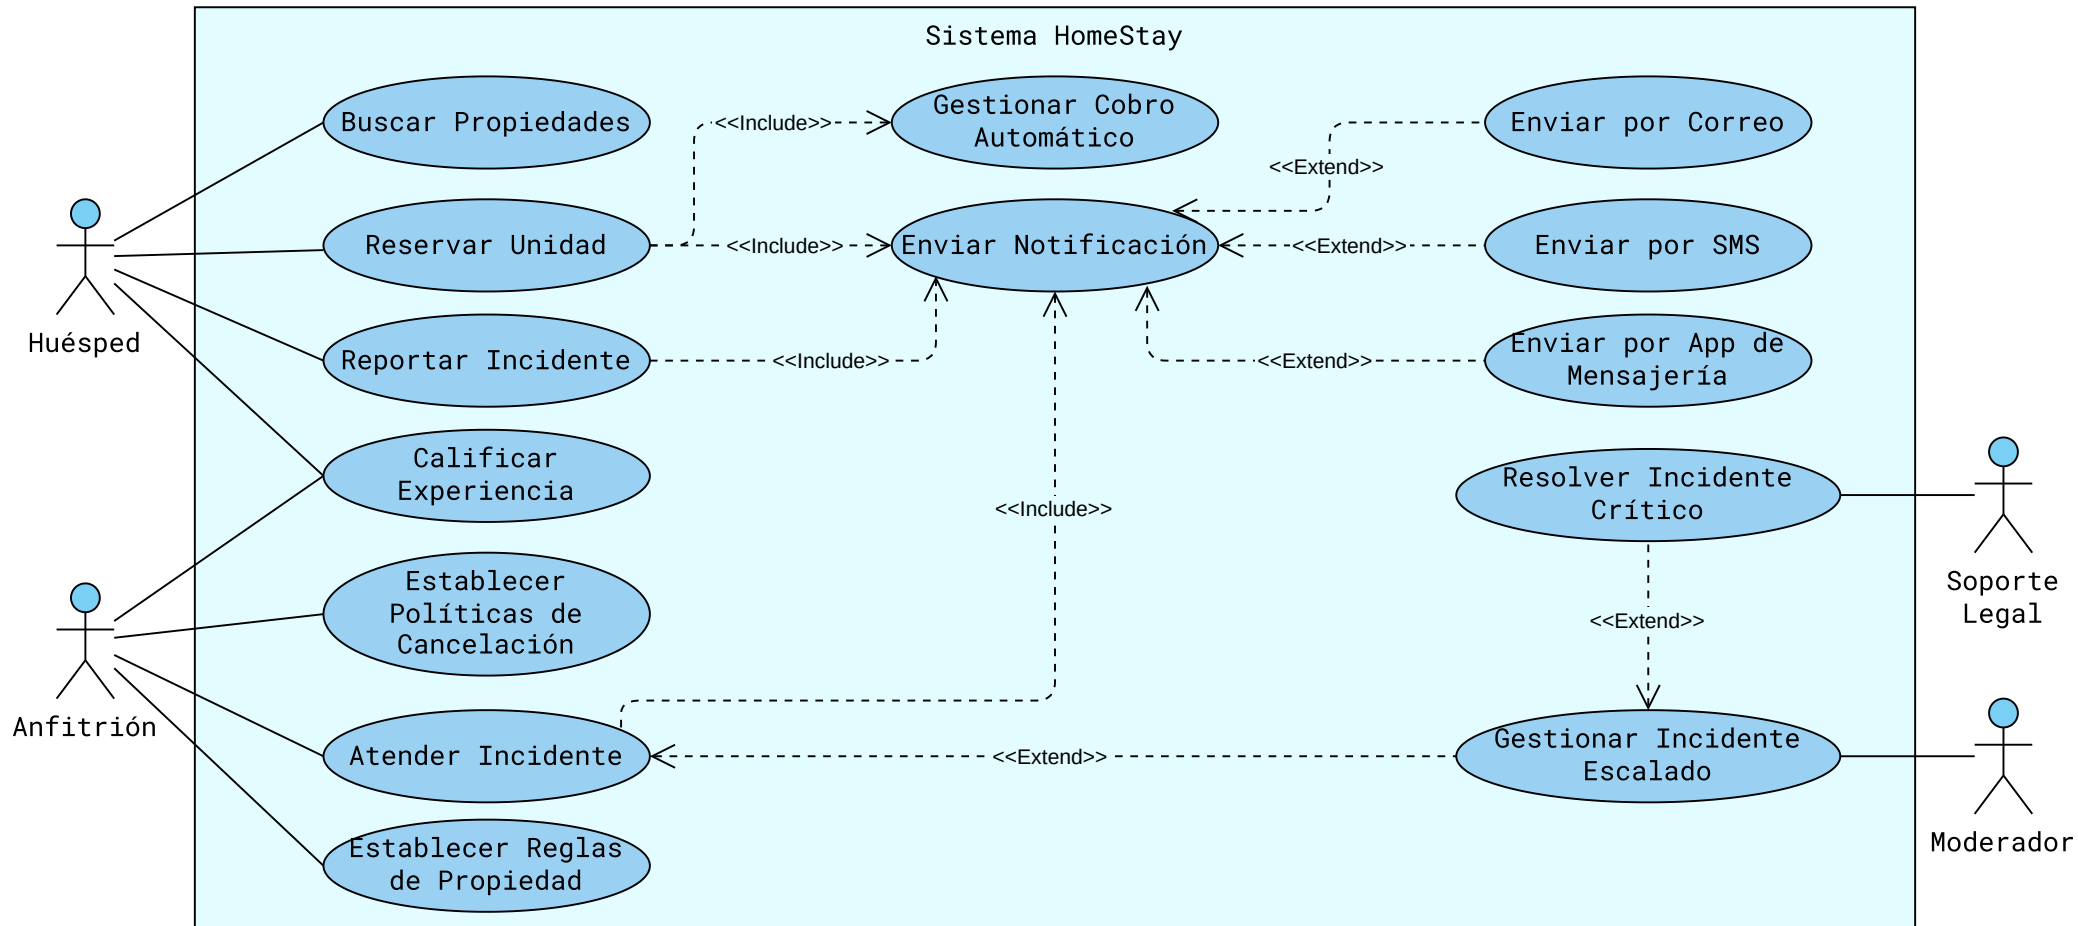 Sistema HomeStay
Buscar Propiedades
<<Include>>
Gestionar Cobro
Automático
Enviar por Correo
<<Extend>>
Reservar Unidad
<<Include>>
Enviar Notificación
<<Extend>>
Enviar por SMS
Huésped
Reportar Incidente
<<Include>>
<<Extend>>
Enviar por App de
Mensajería
Calificar
Experiencia
<<Include>>
Resolver Incidente
Crítico
Soporte
Legal
Establecer
Políticas de
Cancelación
<<Extend>>
Anfitrión
Atender Incidente
<<Extend>>
Gestionar Incidente
Escalado
Moderador
Establecer Reglas
de Propiedad